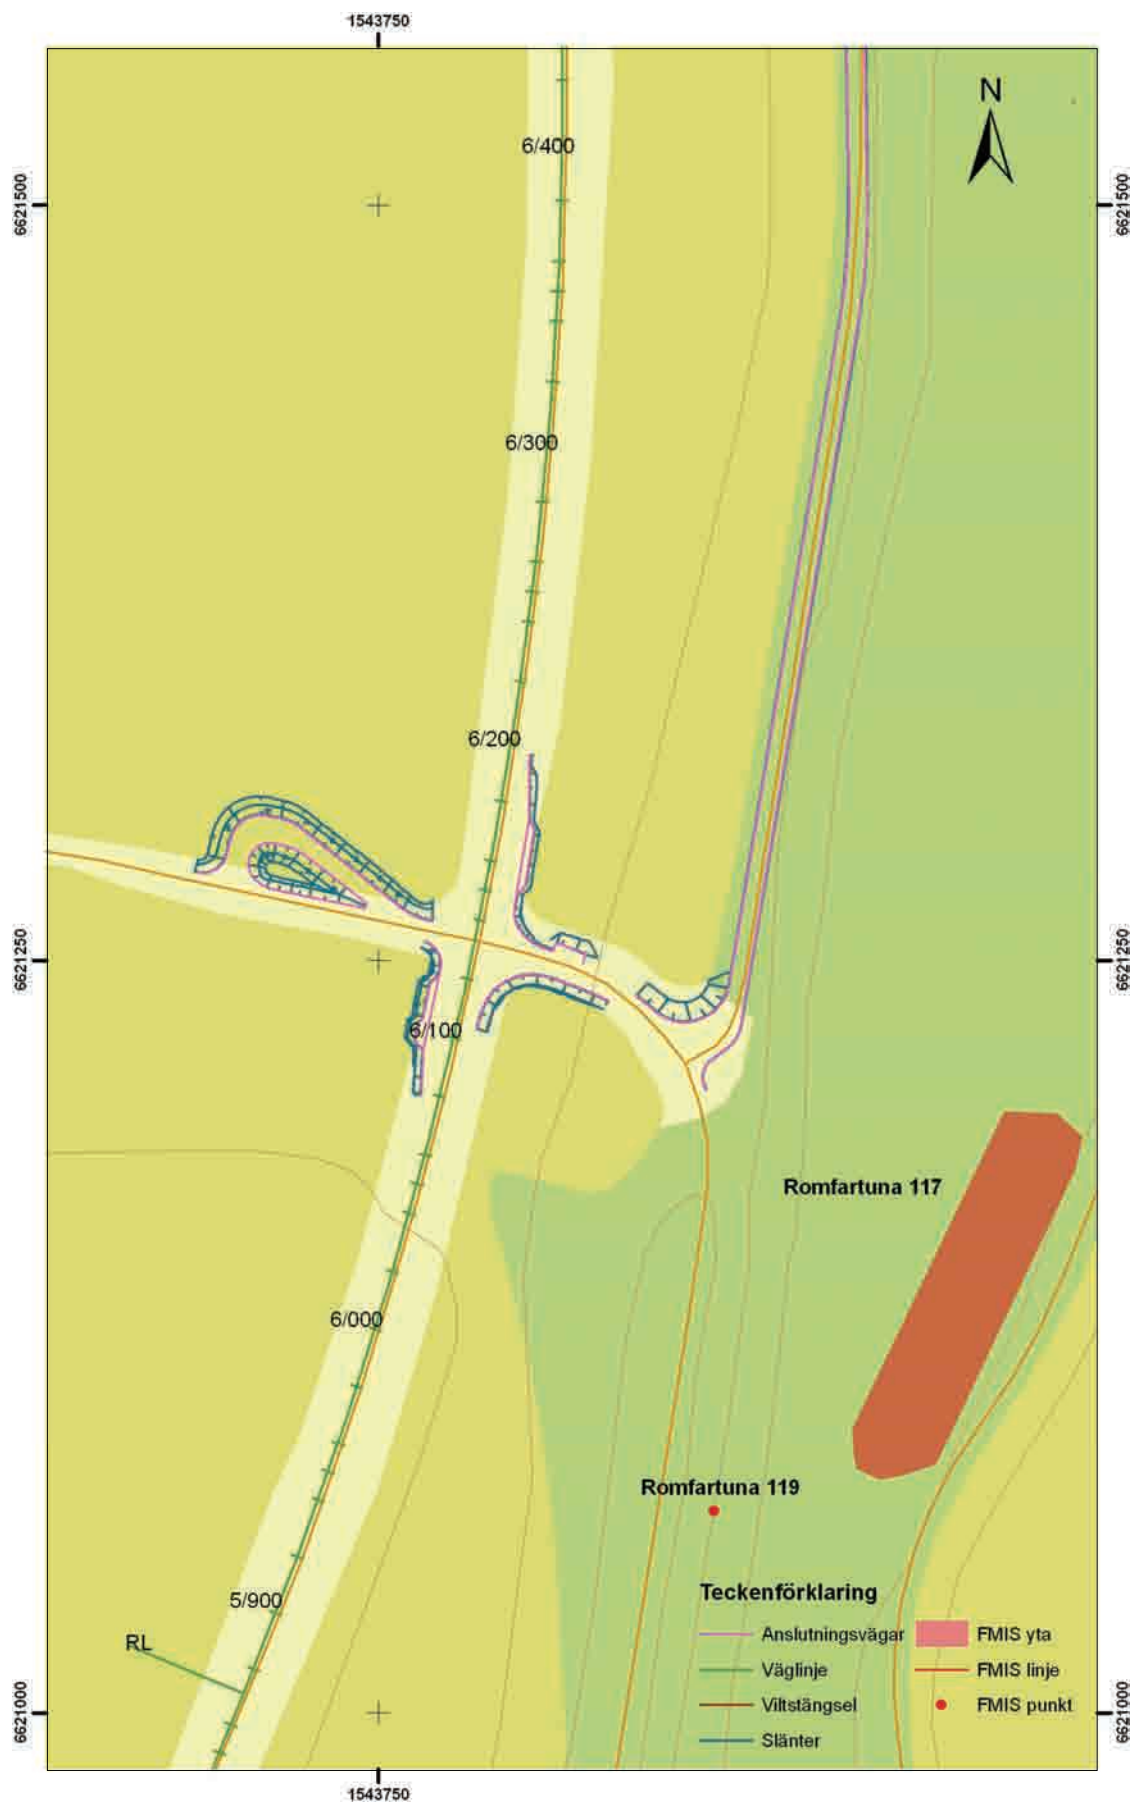 1543750
N
6/400
6621500
6621500
6/300
6/200
6621250
6621250
6/100
Romfartuna 117
6/000
Romfartuna 119
5/900
Teckenförklaring
Anslutningsvägar
FMIS yta
RL
Väglinje
FMIS linje
Viltstängsel
FMIS punkt
6621000
6621000
Slänter
1543750